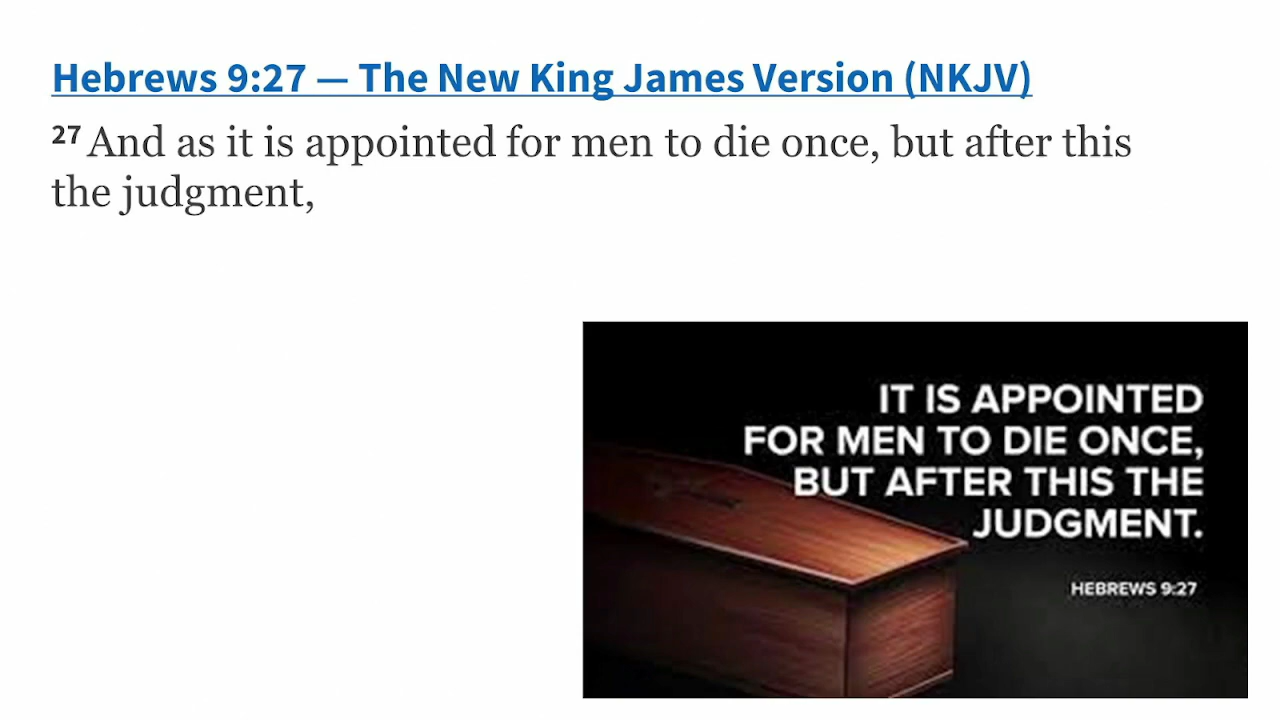 Hebrews 9:27 — The New King James Version (NKJV)
27 And as it is appointed for men to die once, but after this
the judgment,
IT IS APPOINTED
FOR MEN TO DIE ONCE,
BUT AFTER THIS THE
JUDGMENT.
HEBREWS 9:27